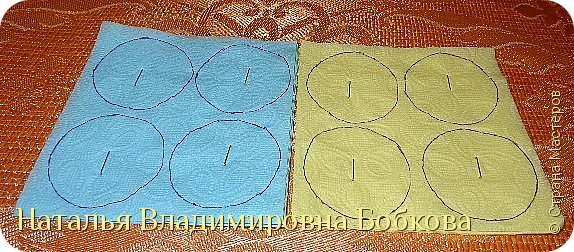 © Страна Мастеров
Наталья Владимировна Бобкова